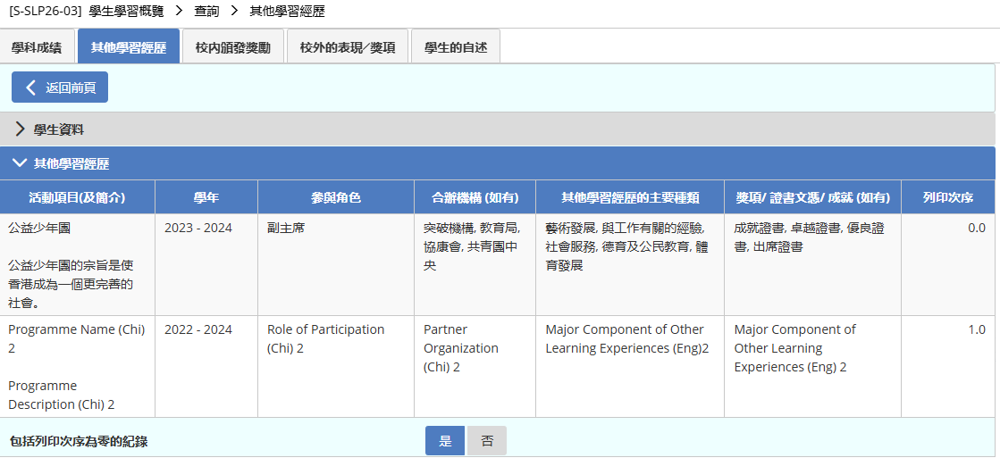 [S-SLP26-03] 學生學習概覽 > 查詢 > 其他學習經歷
學科成績 其他學習經歷 校內頒發獎勵 校外的表現/獎項 學生的自述
返回前頁
學生資料
其他學習經歷
活動項目(及簡介) 學年 參與角色 合辦機構 (如有) 其他學習經歷的主要種類 獎項/ 證書文憑/ 成就 (如有) 列印次序
公益少年團 2023 - 2024 副主席 突破機構, 教育局, 藝術發展, 與工作有關的經驗, 成就證書, 卓越證書, 優良證 0.0
協康會, 共青團中 社會服務, 德育及公民教育, 體 書, 出席證書
公益少年團的宗旨是使 央 育發展
香港成為一個更完善的
社會。
Programme Name (Chi) 2022 - 2024 Role of Participation Partner Major Component of Other Major Component of 1.0
2 (Chi) 2 Organization Learning Experiences (Eng)2 Other Learning
(Chi) 2 Experiences (Eng) 2
Programme
Description (Chi) 2
包括列印次序為零的紀錄 是 否